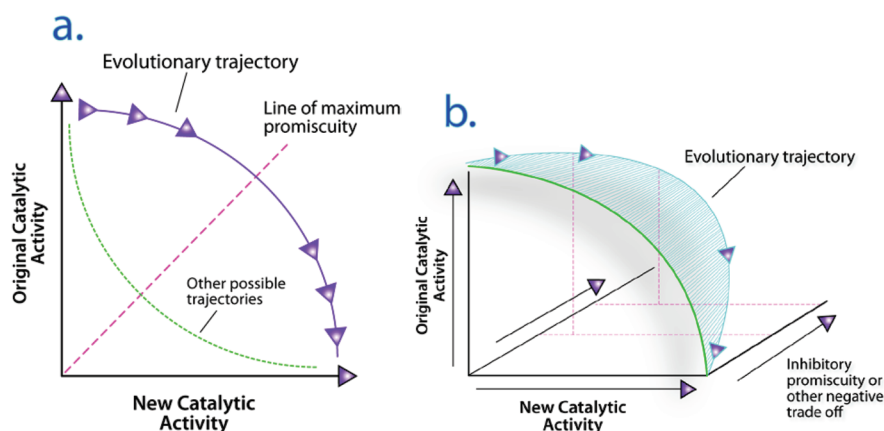 a.
Evolutionary trajectory
Line of maximum
promiscuity
Original Catalytic
Activity
Other possible
trajectories
New Catalytic
Activity
b.
Evolutionary trajectory
Original Catalytic
Activity
New Catalytic
Activity
Inhibitory
promiscuity or
other negative
trade off